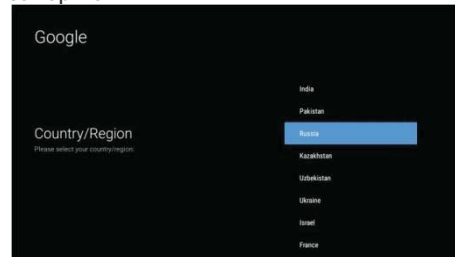 Google
India
Pakistan
Country/Region
Russia
Please select your country/region.
Kazakhstan
Uzbekistan
Ukraine
Israel
France